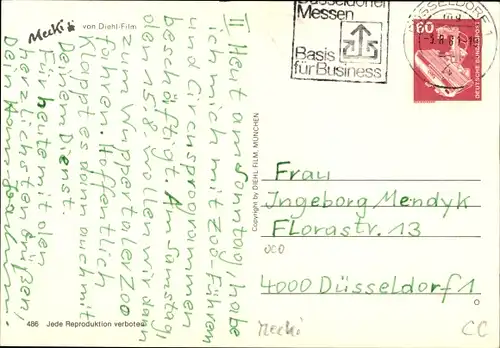 Mecki
von Diehl-Film
II Heut am Sonntag, habe
ich mich mit Zoo-Führern
und Circusprogrammen
beschäftigt. Am Samstag,
den 15.8 wollen wir dann
zum Wuppertaler Zoo
fahren. Hoffentlich
Klappt es dann auch mit
Deinem Dienst.
Für heute mit den
herzlichsten Grüßen,
Dein Hans-Joachim.
486 Jede Reproduktion verboten
Copyright by DIEHL FILM, MÜNCHEN
Düsseldorfer
Messen
Basis
für Business
DÜSSELDORF 1
60
DEUTSCHE BUNDESPOST
Frau
Ingeborg Mendyk
Florastr. 13
4000 Düsseldorf 1
Mecki
CC